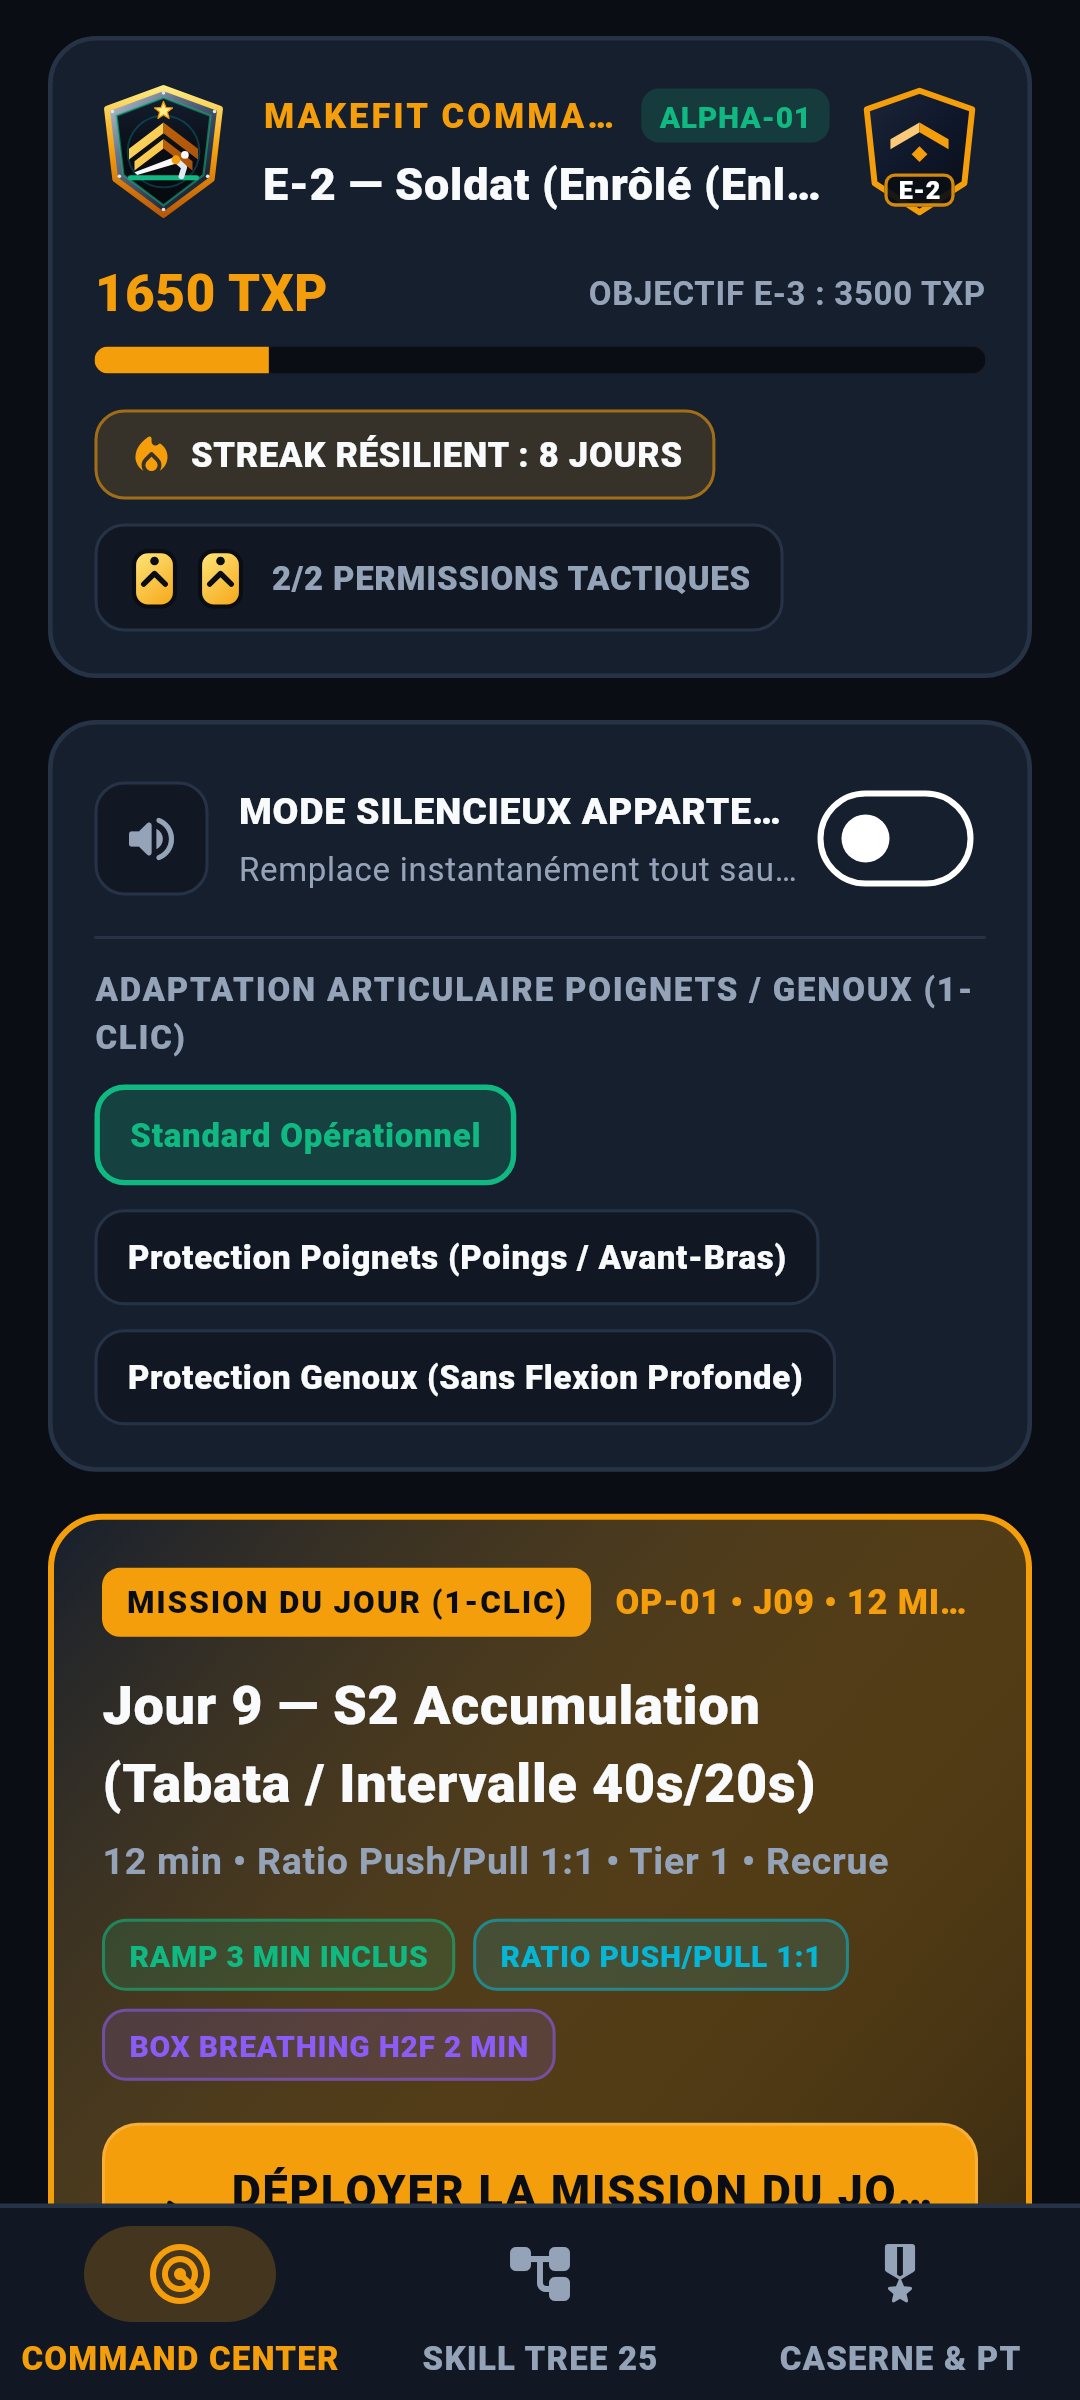 MAKEFIT COMMA…
ALPHA-01
E-2 — Soldat (Enrôlé (Enl…
E-2
1650 TXP
OBJECTIF E-3 : 3500 TXP
STREAK RÉSILIENT : 8 JOURS
2/2 PERMISSIONS TACTIQUES
MODE SILENCIEUX APPARTE…
Remplace instantanément tout sau…
ADAPTATION ARTICULAIRE POIGNETS / GENOUX (1-
CLIC)
Standard Opérationnel
Protection Poignets (Poings / Avant-Bras)
Protection Genoux (Sans Flexion Profonde)
MISSION DU JOUR (1-CLIC)
OP-01 • J09 • 12 MI…
Jour 9 — S2 Accumulation
(Tabata / Intervalle 40s/20s)
12 min • Ratio Push/Pull 1:1 • Tier 1 • Recrue
RAMP 3 MIN INCLUS
RATIO PUSH/PULL 1:1
BOX BREATHING H2F 2 MIN
DÉPLOYER LA MISSION DU JO…
COMMAND CENTER
SKILL TREE 25
CASERNE & PT